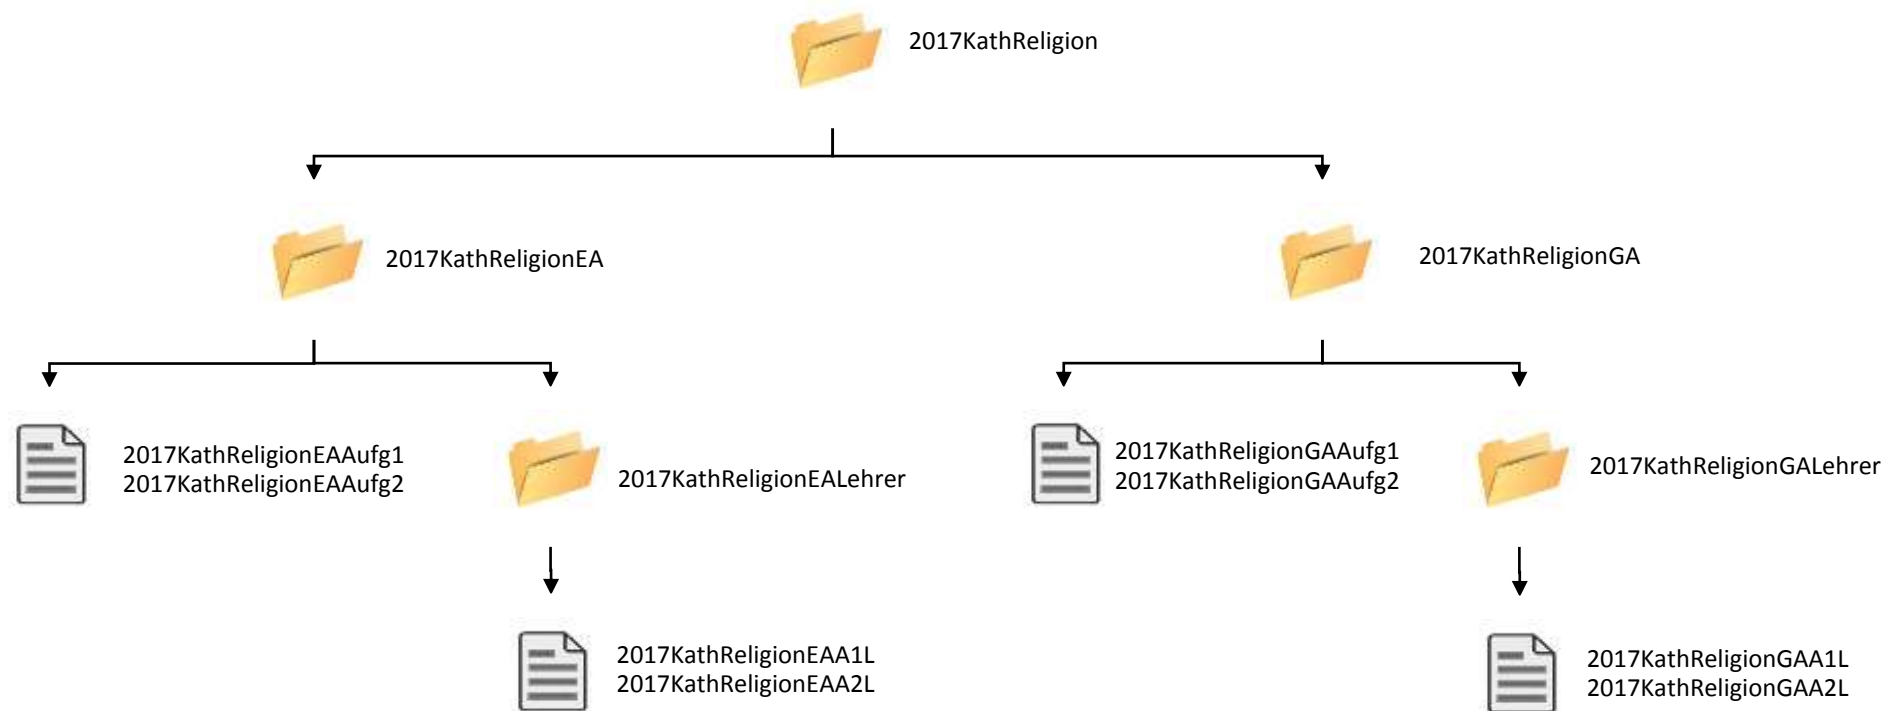 2017KathReligion
2017KathReligionEA
2017KathReligionGA
2017KathReligionEAAufg1
2017KathReligionEAAufg2
2017KathReligionEALehrer
2017KathReligionGAAufg1
2017KathReligionGAAufg2
2017KathReligionGALehrer
2017KathReligionEAA1L
2017KathReligionEAA2L
2017KathReligionGAA1L
2017KathReligionGAA2L